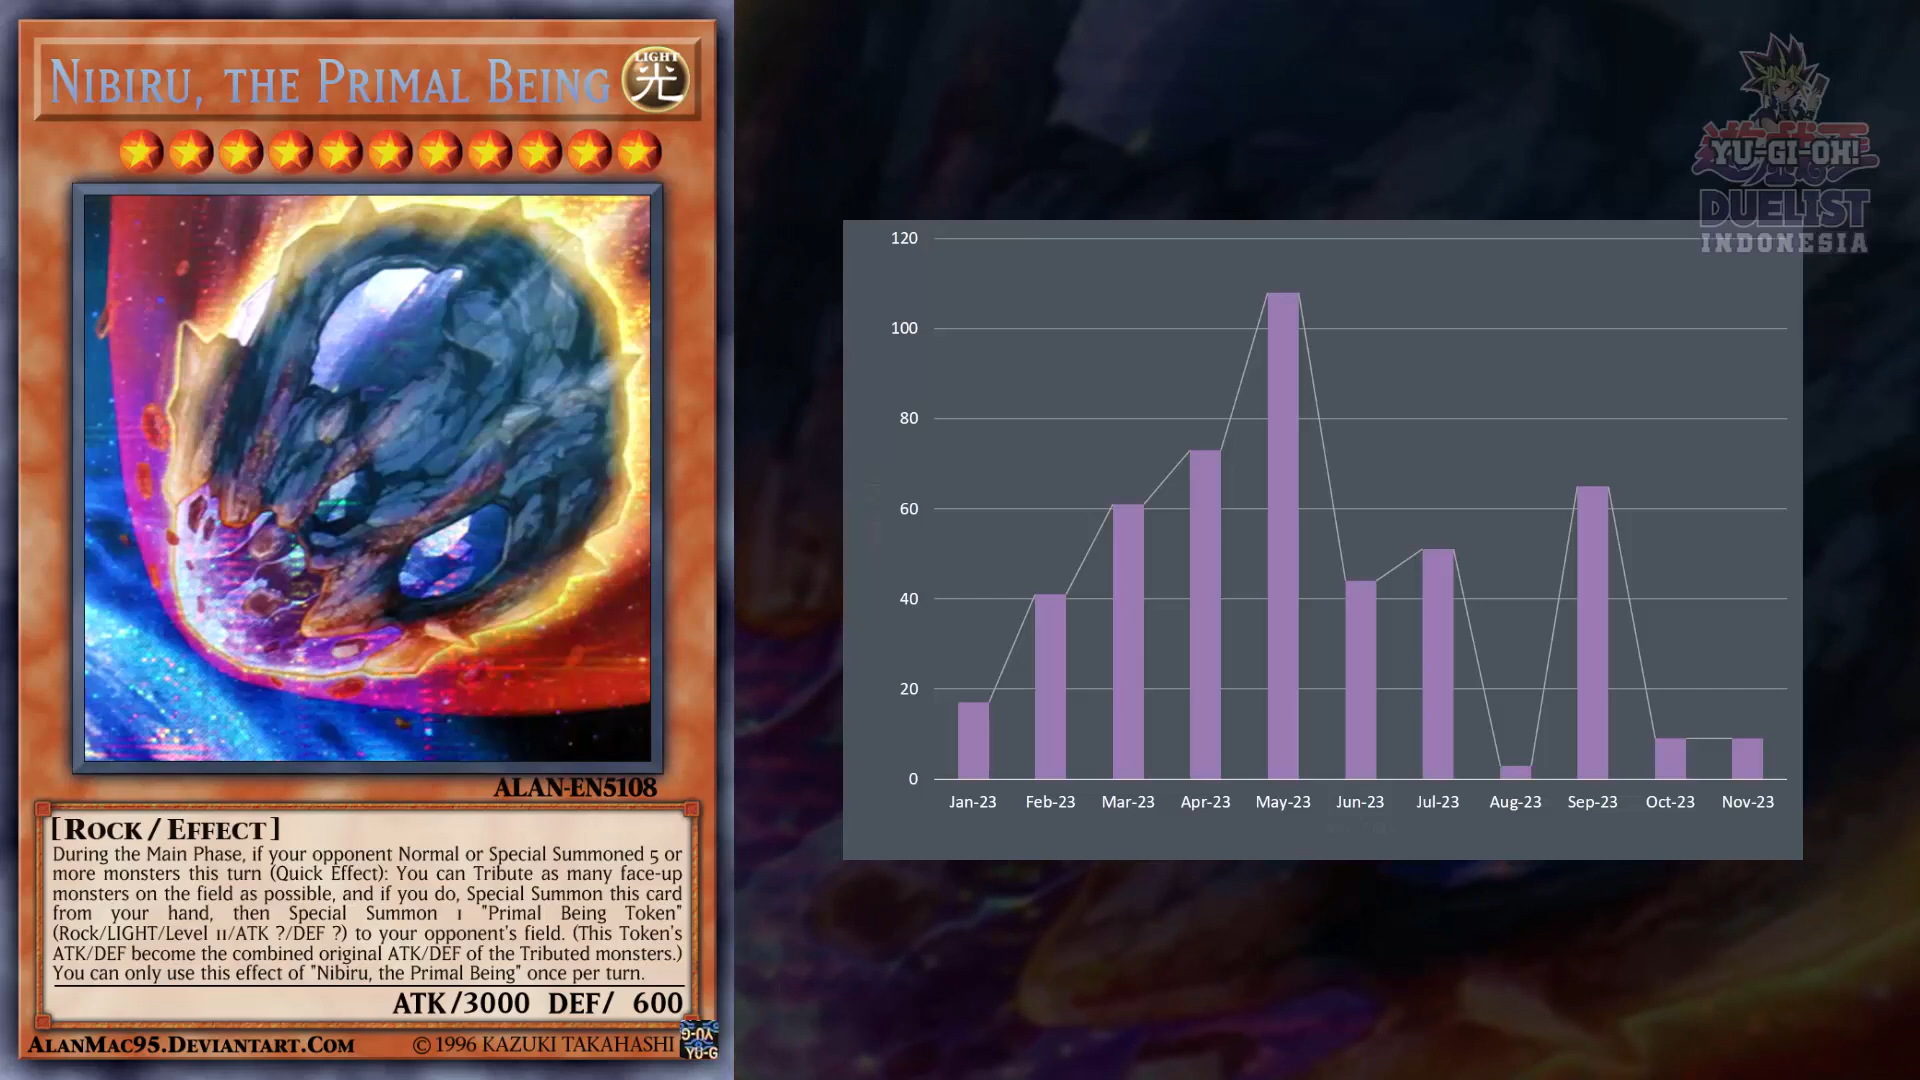 NIBIRU, THE PRIMAL BEING
LIGHT
光
ALAN-EN5108
[ROCK / EFFECT]
During the Main Phase, if your opponent Normal or Special Summoned 5 or
more monsters this turn (Quick Effect): You can Tribute as many face-up
monsters on the field as possible, and if you do, Special Summon this card
from your hand, then Special Summon 1 "Primal Being Token"
(Rock/LIGHT/Level 11/ATK ?/DEF ?) to your opponent's field. (This Token's
ATK/DEF become the combined original ATK/DEF of the Tributed monsters.)
You can only use this effect of "Nibiru, the Primal Being" once per turn.
ATK/3000 DEF/ 600
ALANMAC95.DEVIANTART.COM
© 1996 KAZUKI TAKAHASHI
YU-G
遊戯王
YU-GI-OH!
DUELIST
INDONESIA
120
100
80
60
40
20
0
Jan-23 Feb-23 Mar-23 Apr-23 May-23 Jun-23 Jul-23 Aug-23 Sep-23 Oct-23 Nov-23